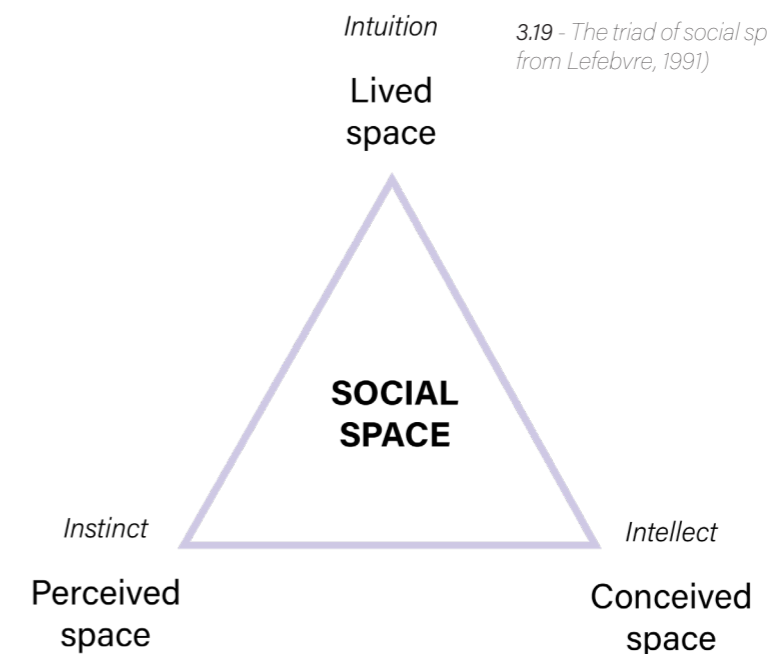 Intuition
3.19 - The triad of social sp
from Lefebvre, 1991)
Lived
space
SOCIAL
SPACE
Instinct
Intellect
Perceived
space
Conceived
space